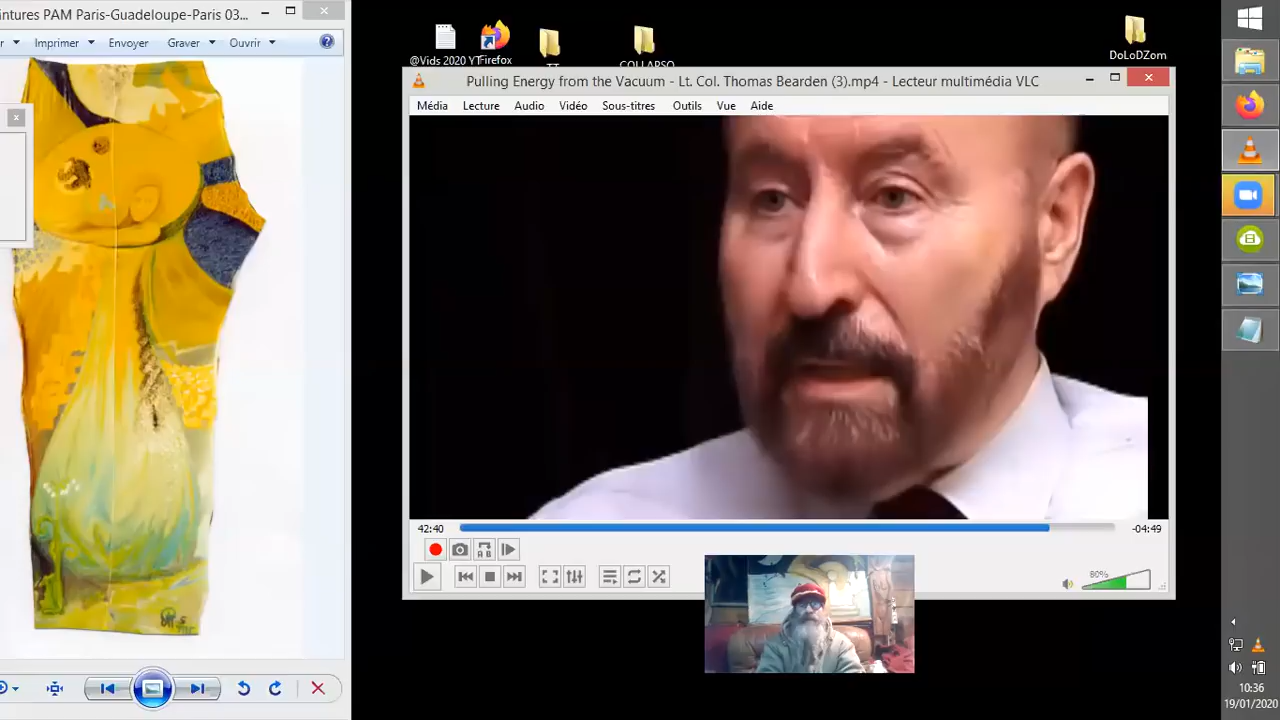 intures PAM Paris-Guadeloupe-Paris 03...
Imprimer Envoyer Graver Ouvrir
@Vids 2020 YT
Firefox
TT
COLLAPSO
DoLoDZom
Pulling Energy from the Vacuum - Lt. Col. Thomas Bearden (3).mp4 - Lecteur multimédia VLC
Média Lecture Audio Vidéo Sous-titres Outils Vue Aide
42:40
-04:49
80%
10:36
19/01/2020